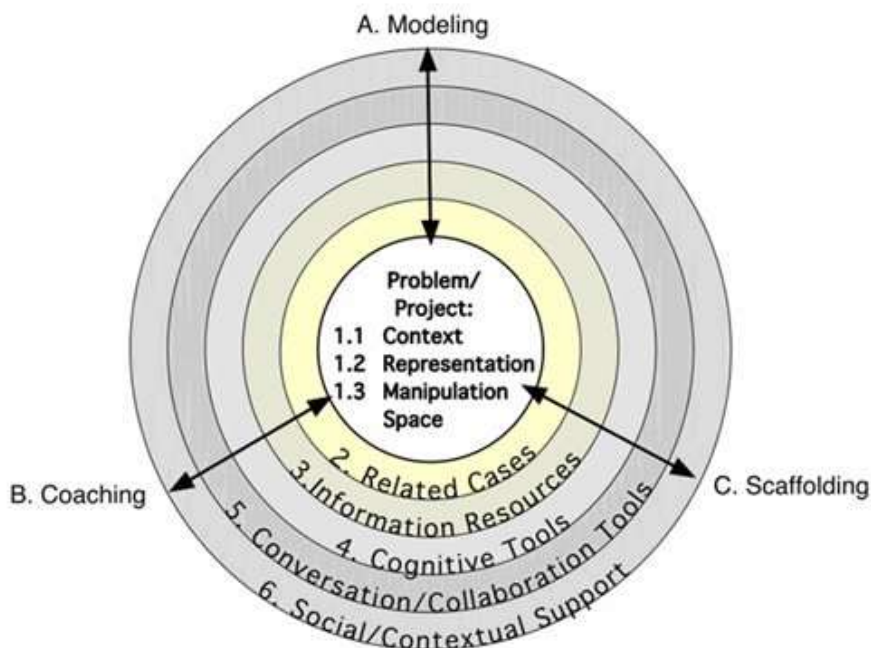 A. Modeling
Problem/
Project:
1.1 Context
1.2 Representation
1.3 Manipulation
Space
2. Related Cases
3.Information Resources
4. Cognitive Tools
5. Conversation/Collaboration Tools
6. Social/Contextual Support
B. Coaching
C. Scaffolding